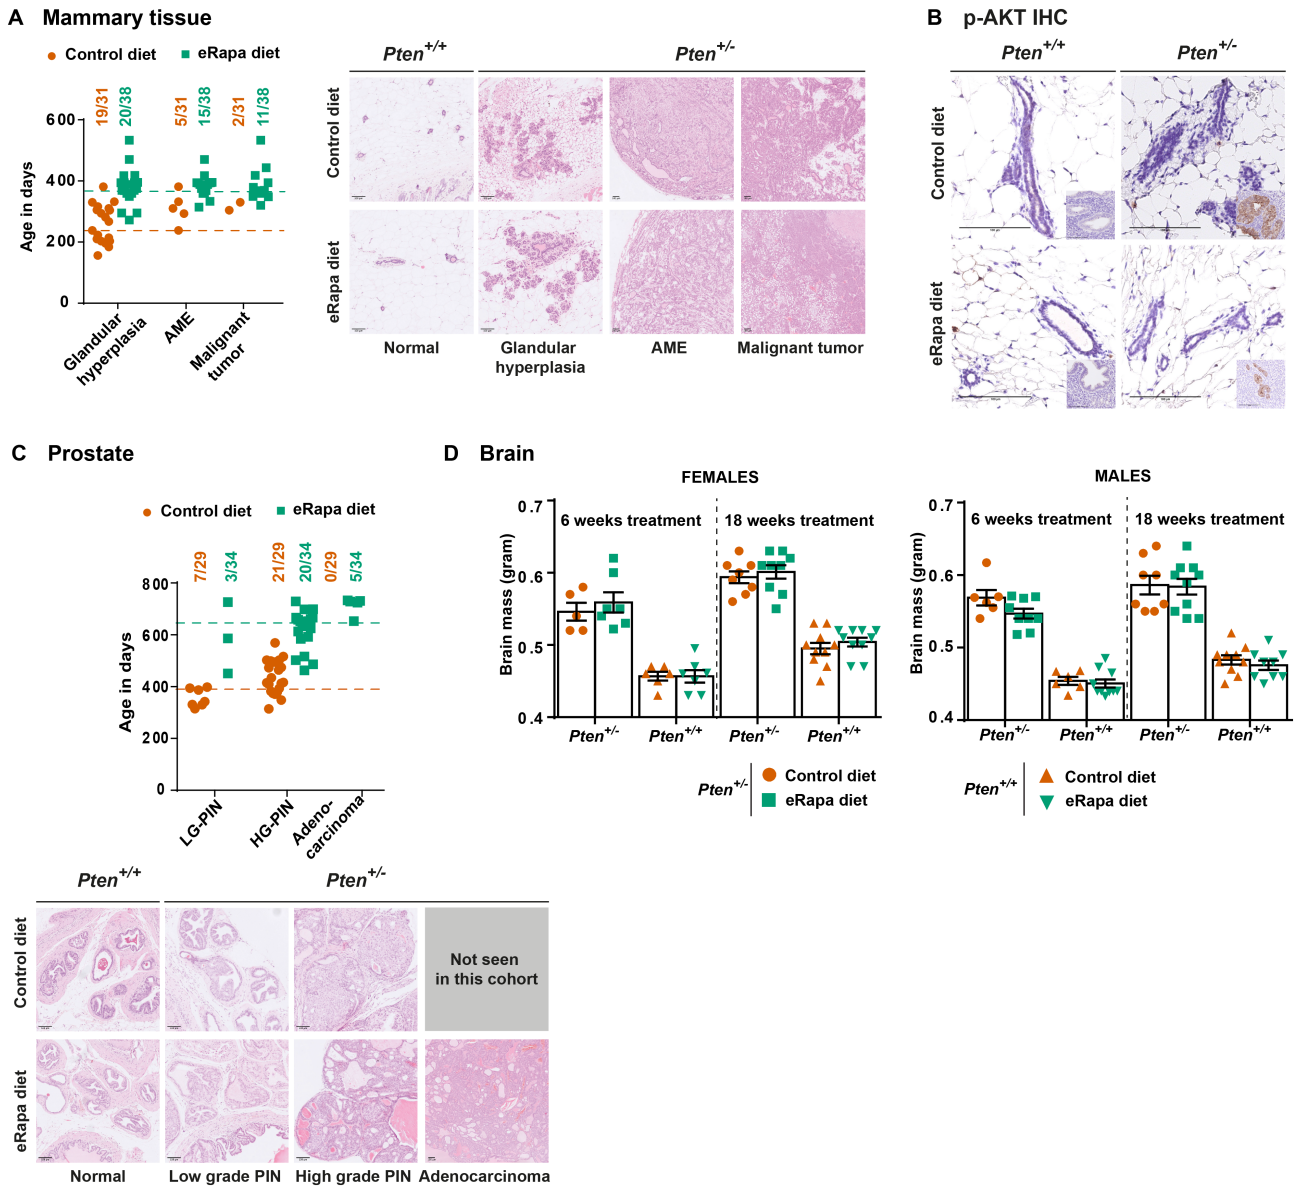 A Mammary tissue
Control diet eRapa diet
19/31 20/38 5/31 15/38 2/31 11/38
600
400
200
0
Age in days
Glandular
hyperplasia
AME
Malignant
tumor
Pten+/+ Pten+/-
Control diet
eRapa diet
Normal Glandular
hyperplasia AME Malignant tumor
B p-AKT IHC
Pten+/+ Pten+/-
Control diet
eRapa diet
C Prostate
Control diet eRapa diet
7/29 3/34 21/29 20/34 0/29 5/34
800
600
400
200
0
Age in days
LG-PIN
HG-PIN
Adeno-
carcinoma
Pten+/+ Pten+/-
Control diet
Not seen
in this cohort
eRapa diet
Normal Low grade PIN High grade PIN Adenocarcinoma
D Brain
FEMALES
6 weeks treatment 18 weeks treatment
0.7
0.6
0.5
0.4
Brain mass (gram)
Pten+/- Pten+/+ Pten+/- Pten+/+
MALES
6 weeks treatment 18 weeks treatment
0.7
0.6
0.5
0.4
Brain mass (gram)
Pten+/- Pten+/+ Pten+/- Pten+/+
Pten+/- Control diet
eRapa diet
Pten+/+ Control diet
eRapa diet